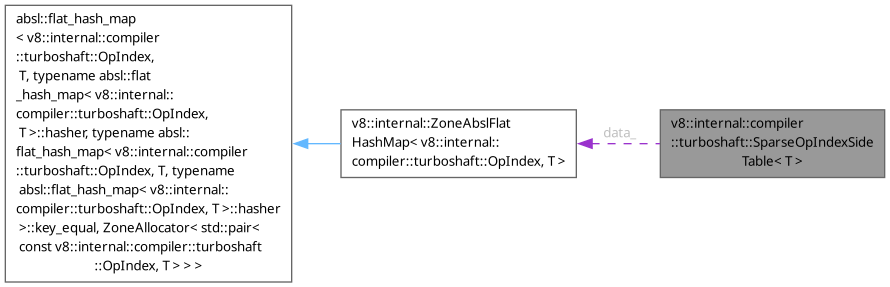 absl::flat_hash_map
< v8::internal::compiler
::turboshaft::OpIndex,
T, typename absl::flat
_hash_map< v8::internal::
compiler::turboshaft::OpIndex,
T >::hasher, typename absl::
flat_hash_map< v8::internal::compiler
::turboshaft::OpIndex, T, typename
absl::flat_hash_map< v8::internal::
compiler::turboshaft::OpIndex, T >::hasher
>::key_equal, ZoneAllocator< std::pair<
const v8::internal::compiler::turboshaft
::OpIndex, T > > >
v8::internal::ZoneAbslFlat
HashMap< v8::internal::
compiler::turboshaft::OpIndex, T >
data_
v8::internal::compiler
::turboshaft::SparseOpIndexSide
Table< T >